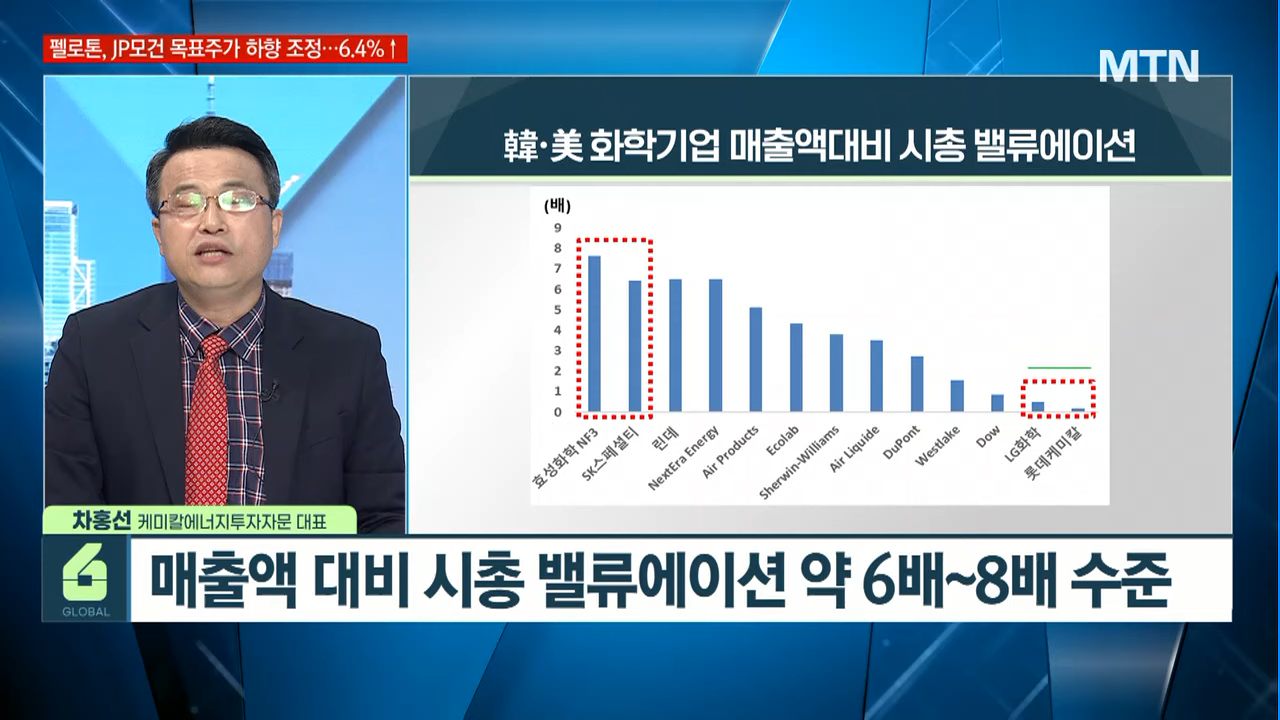 펠로톤, JP모건 목표주가 하향 조정…6.4%↑
MTN
韓·美 화학기업 매출액대비 시총 밸류에이션
(배)
9
8
7
6
5
4
3
2
1
0
효성화학 NF3
SK스페셜티
린데
NextEra Energy
Air Products
Ecolab
Sherwin-Williams
Air Liquide
DuPont
Westlake
Dow
LG화학
롯데케미칼
차홍선 케미칼에너지투자자문 대표
6
GLOBAL
매출액 대비 시총 밸류에이션 약 6배~8배 수준